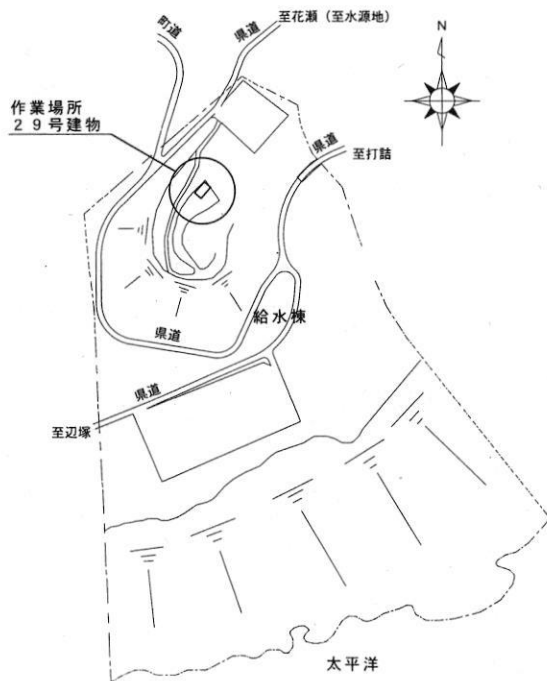 町道
県道
至花瀬（至水源地）
N
作業場所
29号建物
県道
至打詰
給水棟
県道
県道
至辺塚
太平洋